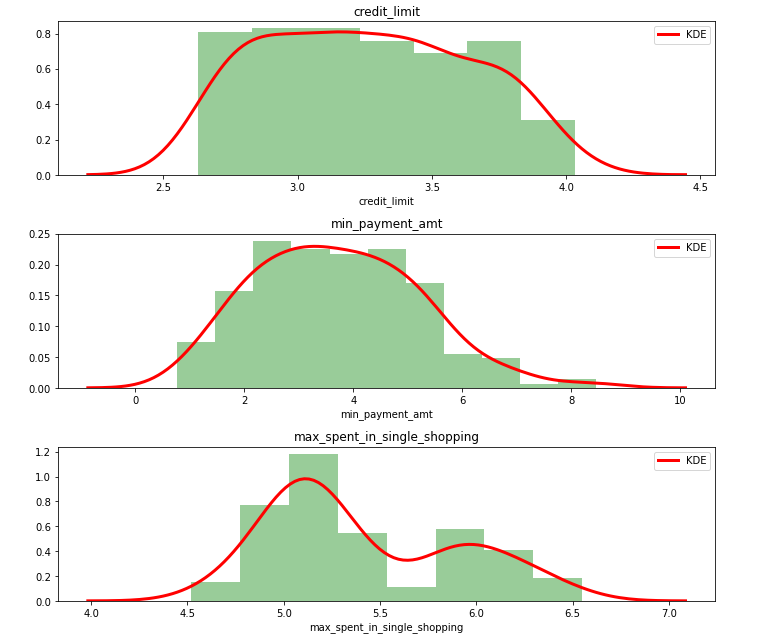 credit_limit
0.8
0.6
0.4
0.2
0.0
KDE
2.5 3.0 3.5 4.0 4.5
credit_limit
min_payment_amt
0.25
0.20
0.15
0.10
0.05
0.00
KDE
0 2 4 6 8 10
min_payment_amt
max_spent_in_single_shopping
1.2
1.0
0.8
0.6
0.4
0.2
0.0
KDE
4.0 4.5 5.0 5.5 6.0 6.5 7.0
max_spent_in_single_shopping